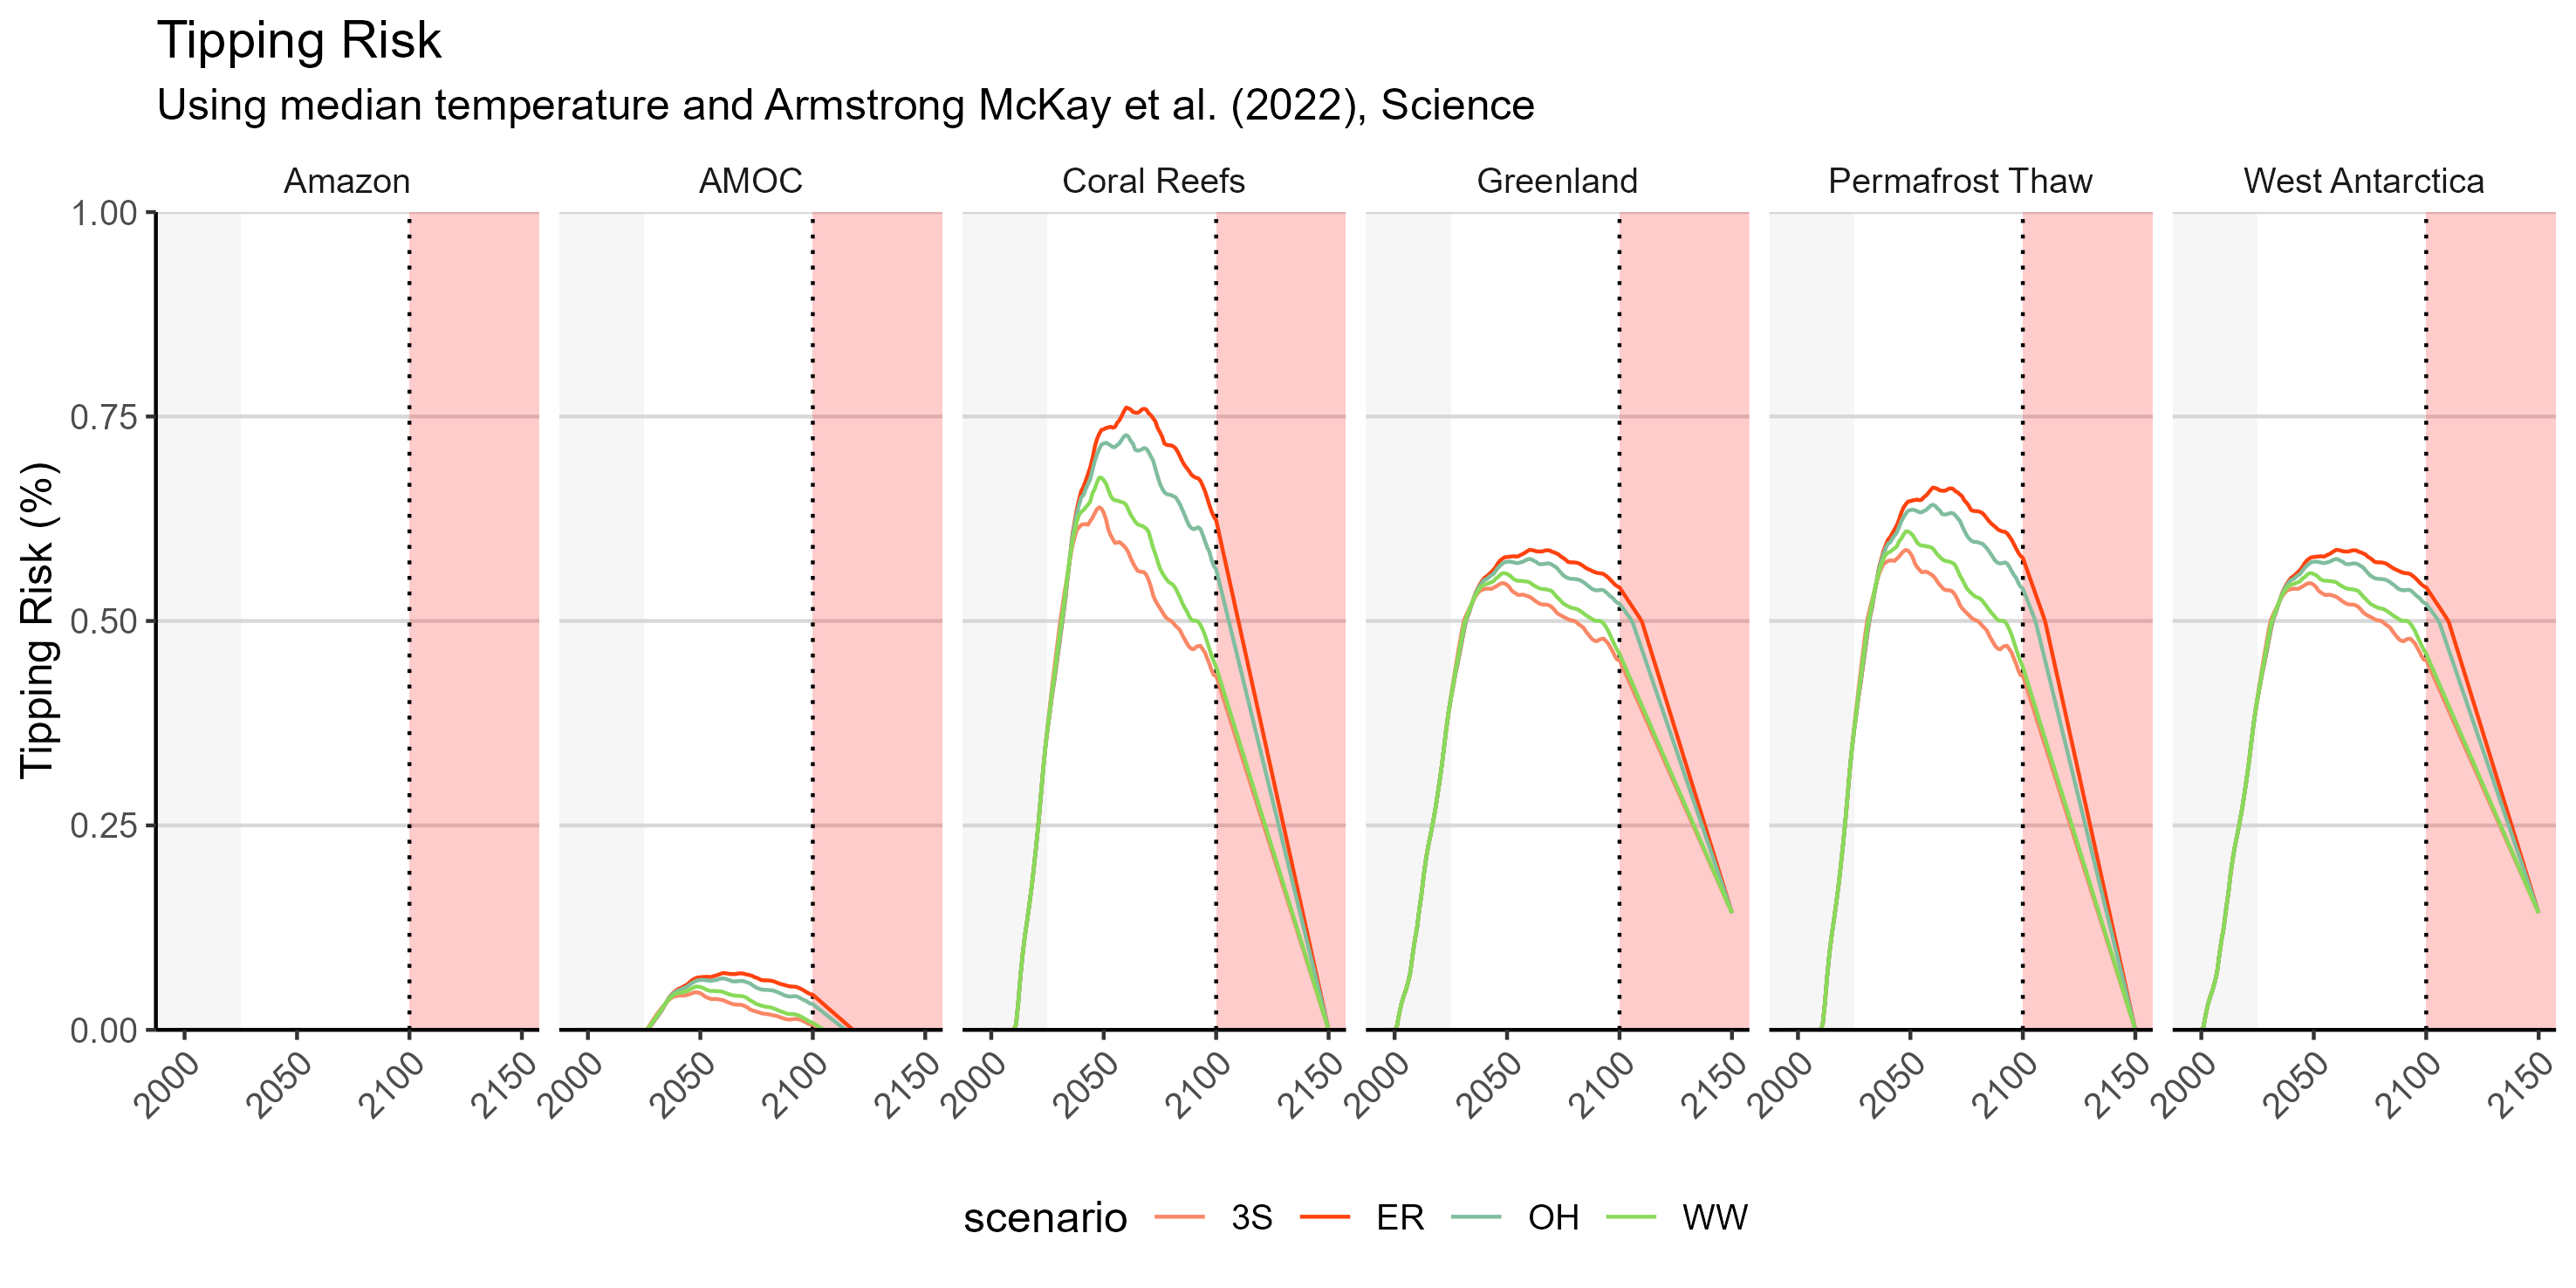 Tipping Risk
Using median temperature and Armstrong McKay et al. (2022), Science
Amazon AMOC Coral Reefs Greenland Permafrost Thaw West Antarctica
Tipping Risk (%)
1.00
0.75
0.50
0.25
0.00
2000 2050 2100 2150 2000 2050 2100 2150 2000 2050 2100 2150 2000 2050 2100 2150 2000 2050 2100 2150 2000 2050 2100 2150
scenario 3S ER OH WW